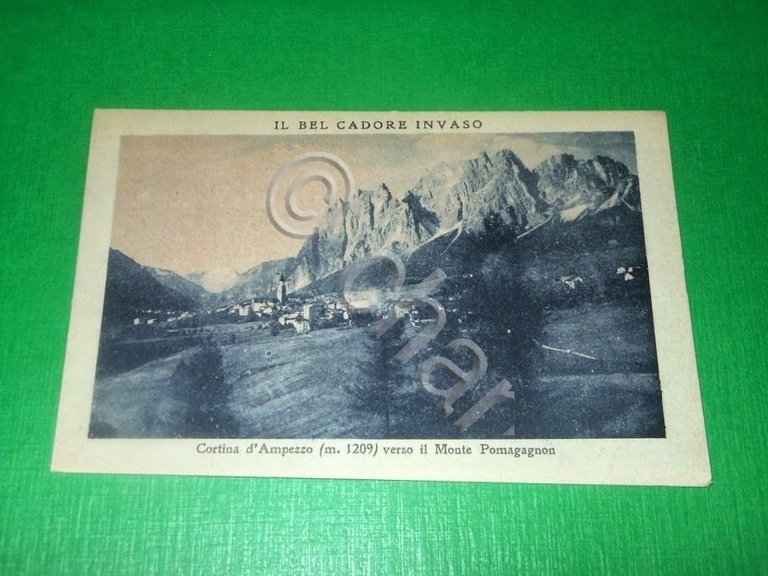 IL BEL CADORE INVASO
©
Cortina d'Ampezzo (m. 1209) verso il Monte Pomagagnon